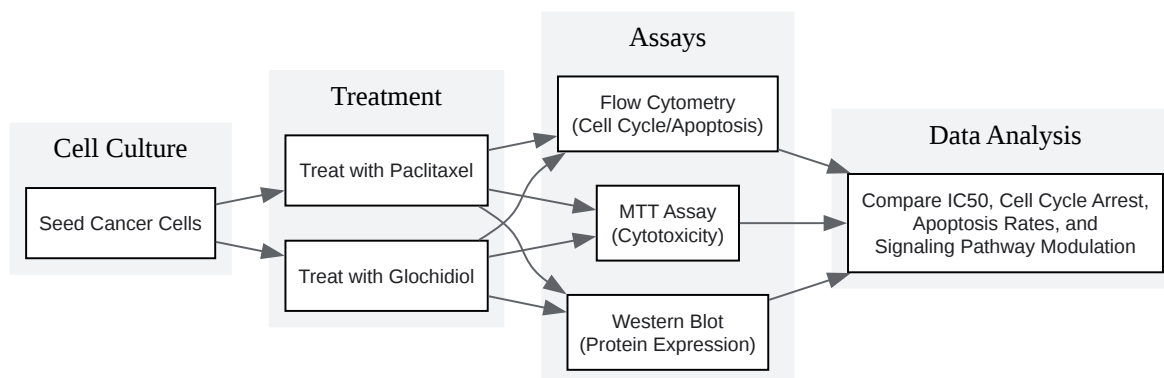 Cell Culture
Seed Cancer Cells
Treatment
Treat with Paclitaxel
Treat with Glochidiol
Assays
Flow Cytometry
(Cell Cycle/Apoptosis)
MTT Assay
(Cytotoxicity)
Western Blot
(Protein Expression)
Data Analysis
Compare IC50, Cell Cycle Arrest,
Apoptosis Rates, and
Signaling Pathway Modulation